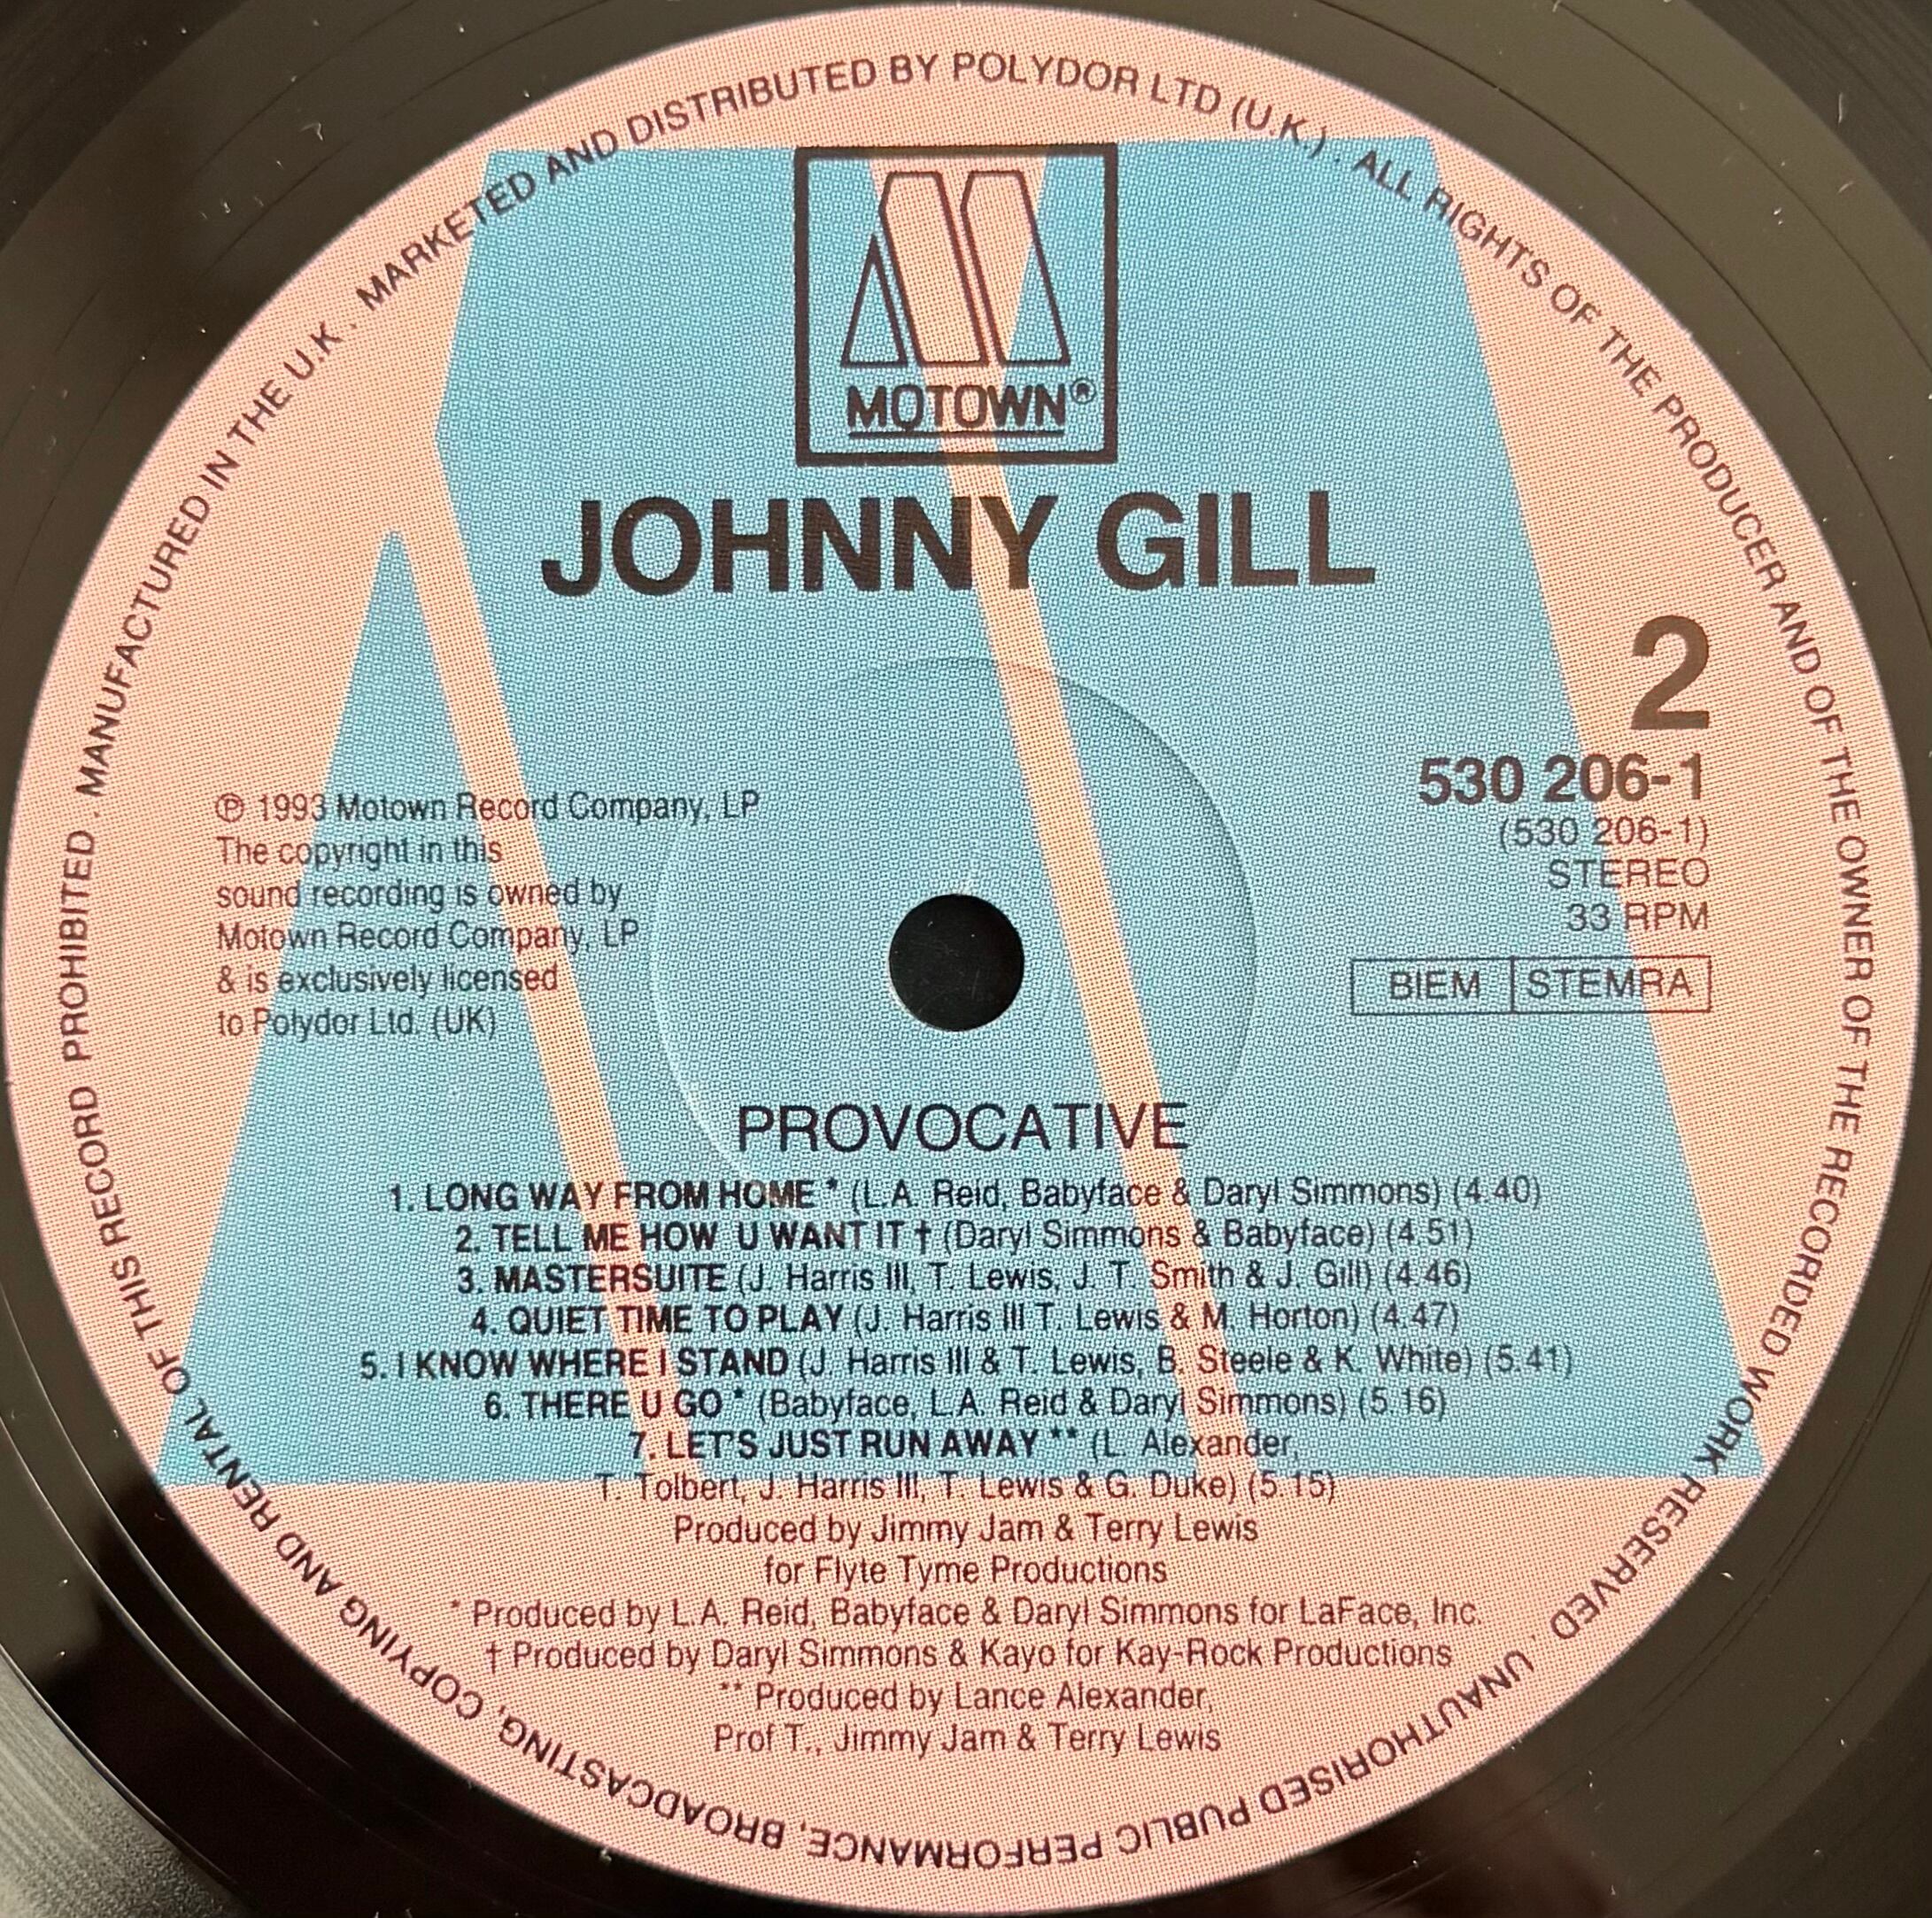 MANUFACTURED IN THE U.K. . MARKETED AND DISTRIBUTED BY POLYDOR LTD (U.K.) . ALL RIGHTS OF THE PRODUCER AND OF THE OWNER OF THE RECORDED WORK RESERVED . UNAUTHORISED PUBLIC PERFORMANCE, BROADCASTING, COPYING AND RENTAL OF THIS RECORD PROHIBITED .
MOTOWN®
JOHNNY GILL
2
530 206-1
(530 206-1)
STEREO
33 RPM
BIEM STEMRA
℗ 1993 Motown Record Company, LP
The copyright in this
sound recording is owned by
Motown Record Company, LP
& is exclusively licensed
to Polydor Ltd. (UK)
PROVOCATIVE
1. LONG WAY FROM HOME * (L.A. Reid, Babyface & Daryl Simmons) (4.40)
2. TELL ME HOW U WANT IT † (Daryl Simmons & Babyface) (4.51)
3. MASTERSUITE (J. Harris III, T. Lewis, J. T. Smith & J. Gill) (4.46)
4. QUIET TIME TO PLAY (J. Harris III T. Lewis & M. Horton) (4.47)
5. I KNOW WHERE I STAND (J. Harris III & T. Lewis, B. Steele & K. White) (5.41)
6. THERE U GO * (Babyface, L.A. Reid & Daryl Simmons) (5.16)
7. LET'S JUST RUN AWAY ** (L. Alexander,
T. Tolbert, J. Harris III, T. Lewis & G. Duke) (5.15)
Produced by Jimmy Jam & Terry Lewis
for Flyte Tyme Productions
* Produced by L.A. Reid, Babyface & Daryl Simmons for LaFace, Inc.
† Produced by Daryl Simmons & Kayo for Kay-Rock Productions
** Produced by Lance Alexander,
Prof T., Jimmy Jam & Terry Lewis